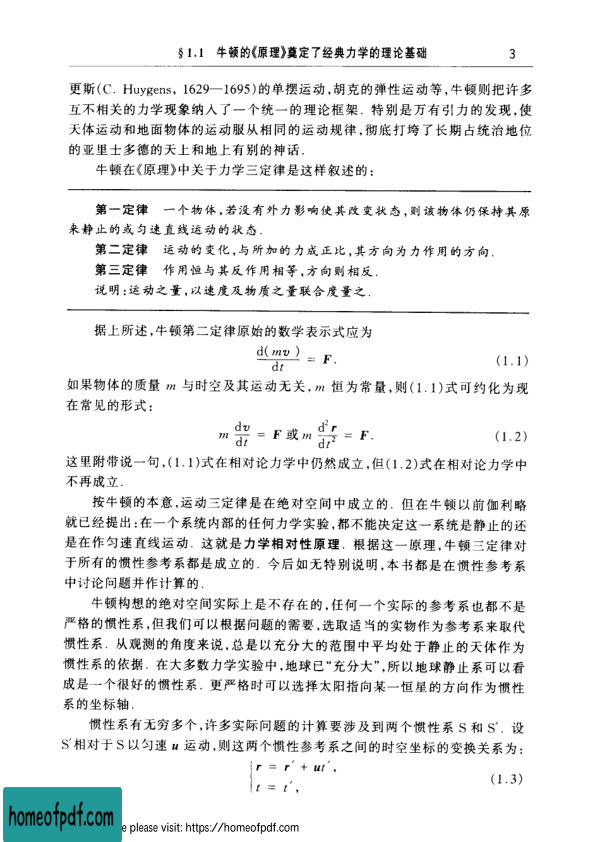 §1.1 牛顿的《原理》奠定了经典力学的理论基础 3
更斯(C. Huygens, 1629—1695)的单摆运动,胡克的弹性运动等,牛顿则把许多
互不相关的力学现象纳入了一个统一的理论框架. 特别是万有引力的发现,使
天体运动和地面物体的运动服从相同的运动规律,彻底打垮了长期占统治地位
的亚里士多德的天上和地上有别的神话.
牛顿在《原理》中关于力学三定律是这样叙述的:
第一定律 一个物体,若没有外力影响使其改变状态,则该物体仍保持其原
来静止的或匀速直线运动的状态.
第二定律 运动的变化,与所加的力成正比,其方向为力作用的方向.
第三定律 作用恒与其反作用相等,方向则相反.
说明:运动之量,以速度及物质之量联合度量之.
据上所述,牛顿第二定律原始的数学表示式应为
d(mv)/dt = F. (1.1)
如果物体的质量 m 与时空及其运动无关,m 恒为常量,则(1.1)式可约化为现
在常见的形式:
m dv/dt = F 或 m d²r/dt² = F. (1.2)
这里附带说一句,(1.1)式在相对论力学中仍然成立,但(1.2)式在相对论力学中
不再成立.
按牛顿的本意,运动三定律是在绝对空间中成立的. 但在牛顿以前伽利略
就已经提出:在一个系统内部的任何力学实验,都不能决定这一系统是静止的还
是在作匀速直线运动. 这就是力学相对性原理. 根据这一原理,牛顿三定律对
于所有的惯性参考系都是成立的. 今后如无特别说明,本书都是在惯性参考系
中讨论问题并作计算的.
牛顿构想的绝对空间实际上是不存在的,任何一个实际的参考系也都不是
严格的惯性系,但我们可以根据问题的需要,选取适当的实物作为参考系来取代
惯性系. 从观测的角度来说,总是以充分大的范围中平均处于静止的天体作为
惯性系的依据. 在大多数力学实验中,地球已“充分大”,所以地球静止系可以看
成是一个很好的惯性系. 更严格时可以选择太阳指向某一恒星的方向作为惯性
系的坐标轴.
惯性系有无穷多个,许多实际问题的计算要涉及到两个惯性系 S 和 S′. 设
S′相对于 S 以匀速 u 运动,则这两个惯性参考系之间的时空坐标的变换关系为:
r = r′ + ut′,
t = t′, (1.3)
homeofpdf.com
e please visit: https://homeofpdf.com